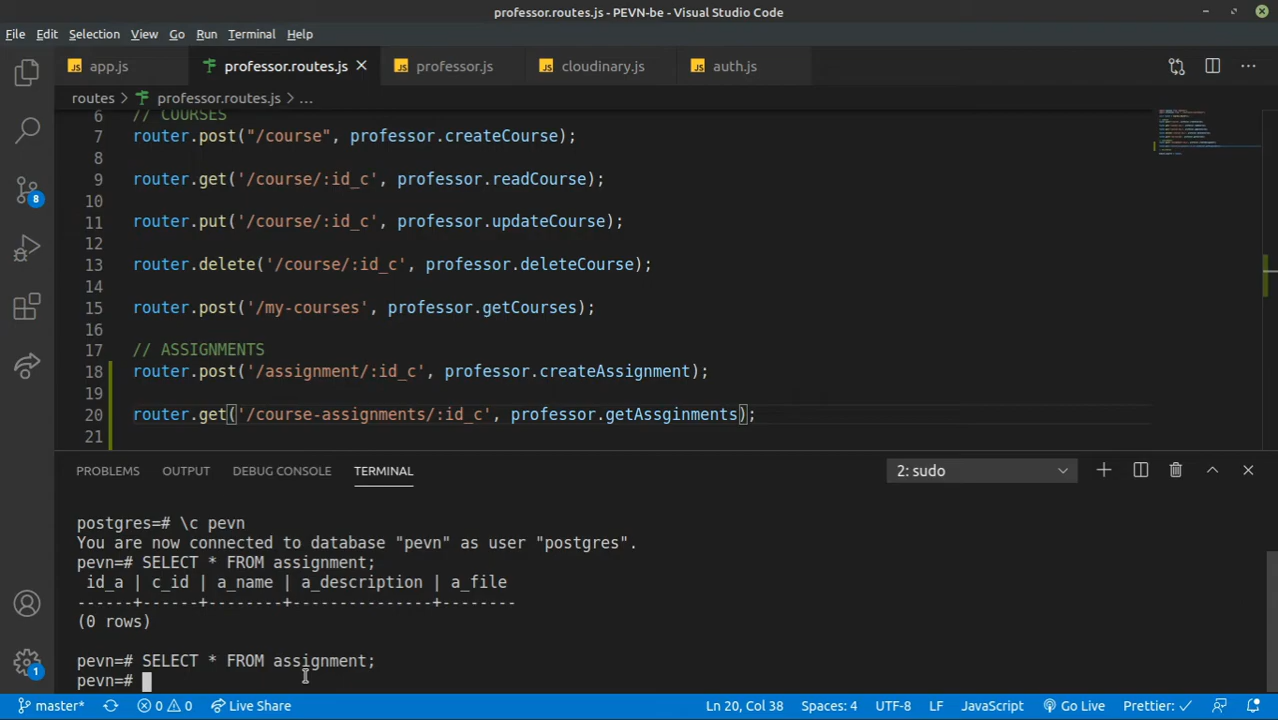 professor.routes.js - PEVN-be - Visual Studio Code
File Edit Selection View Go Run Terminal Help
JS app.js professor.routes.js JS professor.js JS cloudinary.js JS auth.js
routes > professor.routes.js > ...
6 // COURSES
7 router.post("/course", professor.createCourse);
8
9 router.get('/course/:id_c', professor.readCourse);
10
11 router.put('/course/:id_c', professor.updateCourse);
12
13 router.delete('/course/:id_c', professor.deleteCourse);
14
15 router.post('/my-courses', professor.getCourses);
16
17 // ASSIGNMENTS
18 router.post('/assignment/:id_c', professor.createAssignment);
19
20 router.get('/course-assignments/:id_c', professor.getAssginments);
21
8
PROBLEMS OUTPUT DEBUG CONSOLE TERMINAL 2: sudo
postgres=# \c pevn
You are now connected to database "pevn" as user "postgres".
pevn=# SELECT * FROM assignment;
id_a | c_id | a_name | a_description | a_file
------+------+--------+---------------+--------
(0 rows)
pevn=# SELECT * FROM assignment;
pevn=#
1
master* 0 0 Live Share Ln 20, Col 38 Spaces: 4 UTF-8 LF JavaScript Go Live Prettier: ✓